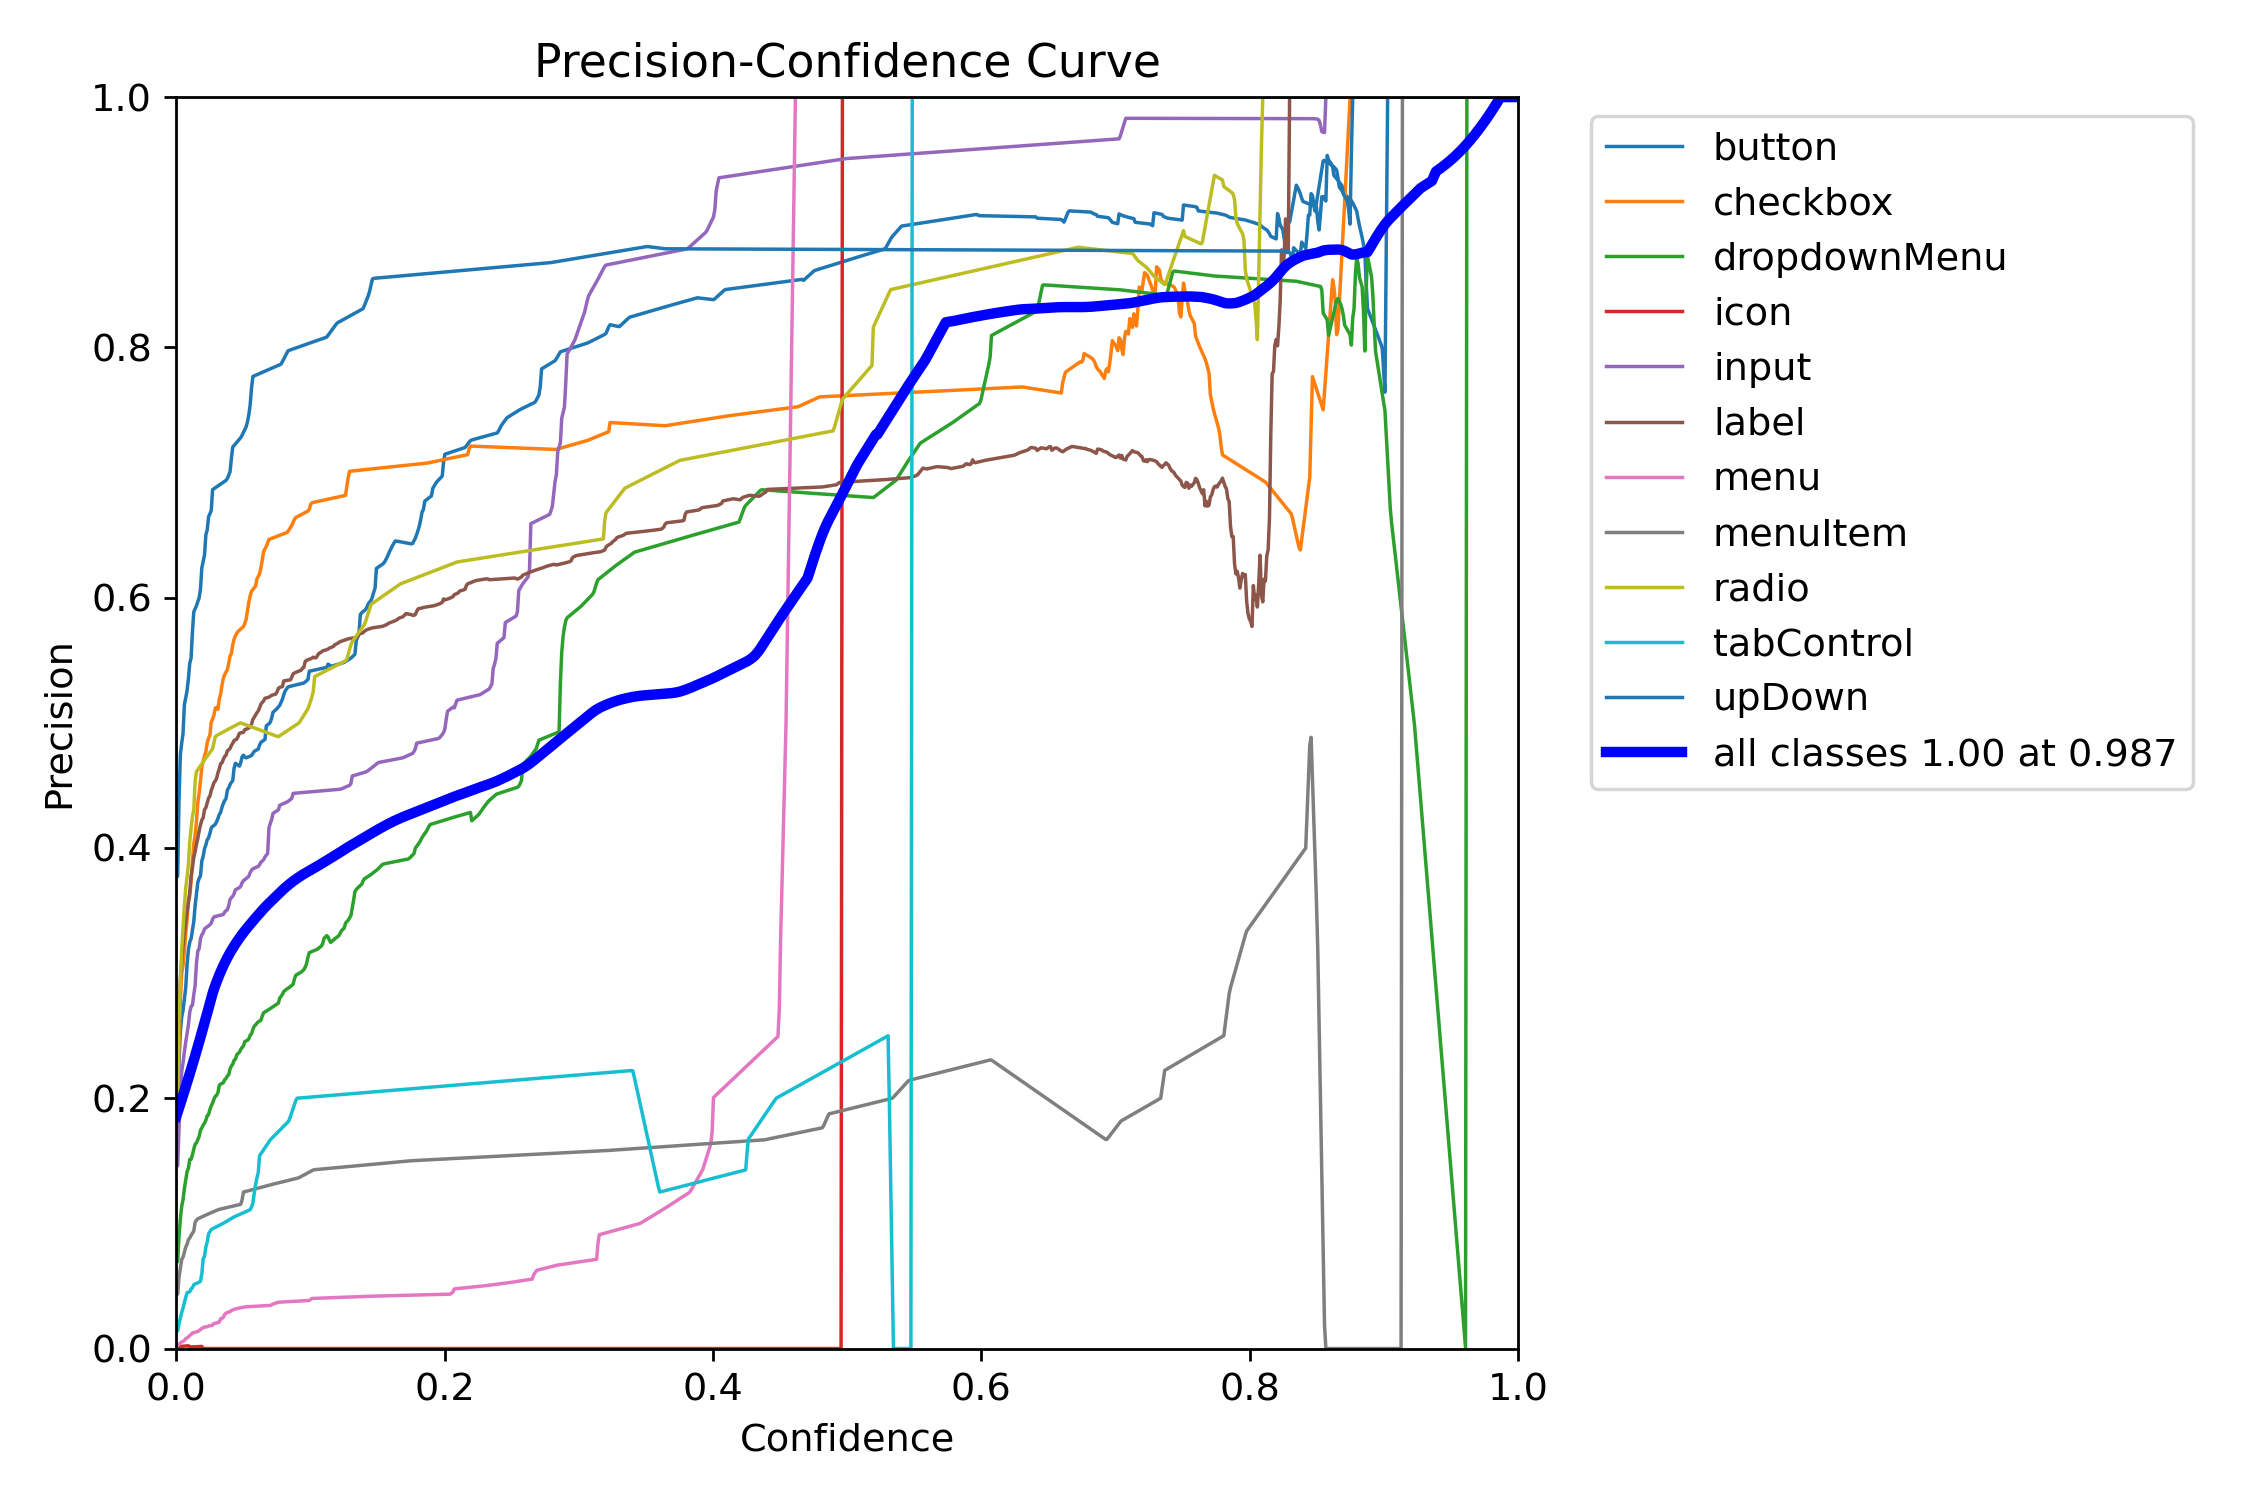 Precision-Confidence Curve
1.0
0.8
0.6
0.4
0.2
0.0
Precision
0.0 0.2 0.4 0.6 0.8 1.0
Confidence
button
checkbox
dropdownMenu
icon
input
label
menu
menuItem
radio
tabControl
upDown
all classes 1.00 at 0.987